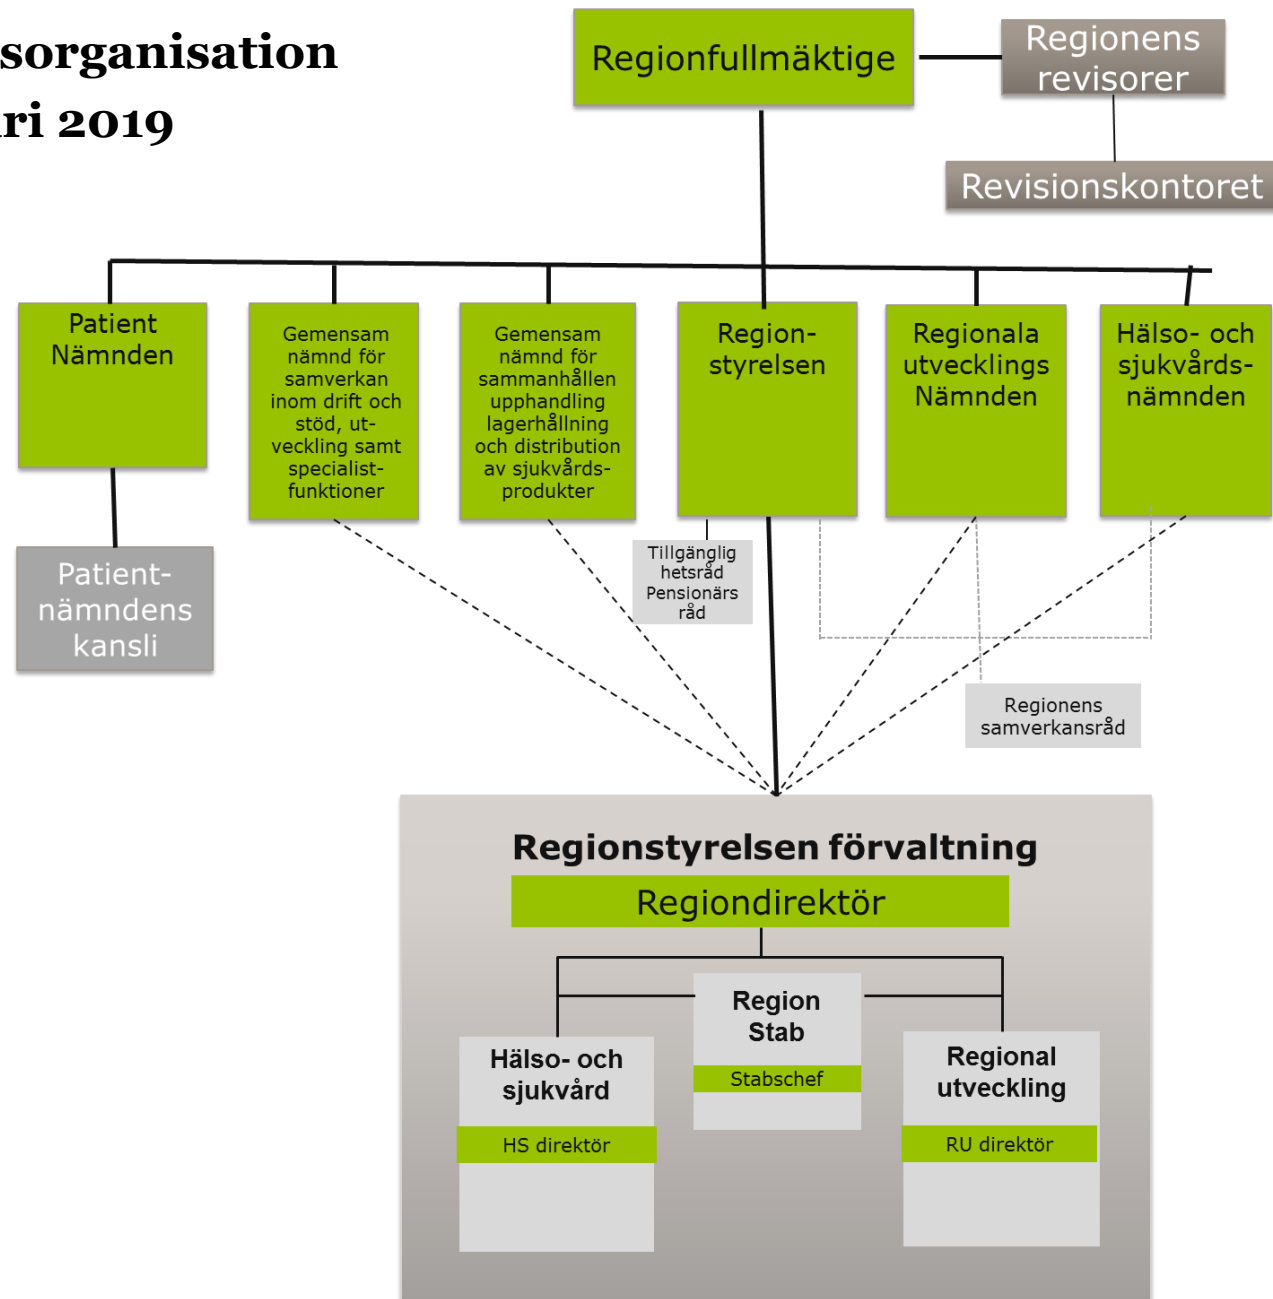 sorganisation
ri 2019
Regionfullmäktige
Regionens
revisorer
Revisionskontoret
Patient
Nämnden
Gemensam
nämnd för
samverkan
inom drift och
stöd, ut-
veckling samt
specialist-
funktioner
Gemensam
nämnd för
sammanhållen
upphandling
lagerhållning
och distribution
av sjukvårds-
produkter
Region-
styrelsen
Regionala
utvecklings
Nämnden
Hälso- och
sjukvårds-
nämnden
Patient-
nämndens
kansli
Tillgänglig
hetsråd
Pensionärs
råd
Regionens
samverkansråd
Regionstyrelsen förvaltning
Regiondirektör
Region
Stab
Stabschef
Hälso- och
sjukvård
HS direktör
Regional
utveckling
RU direktör